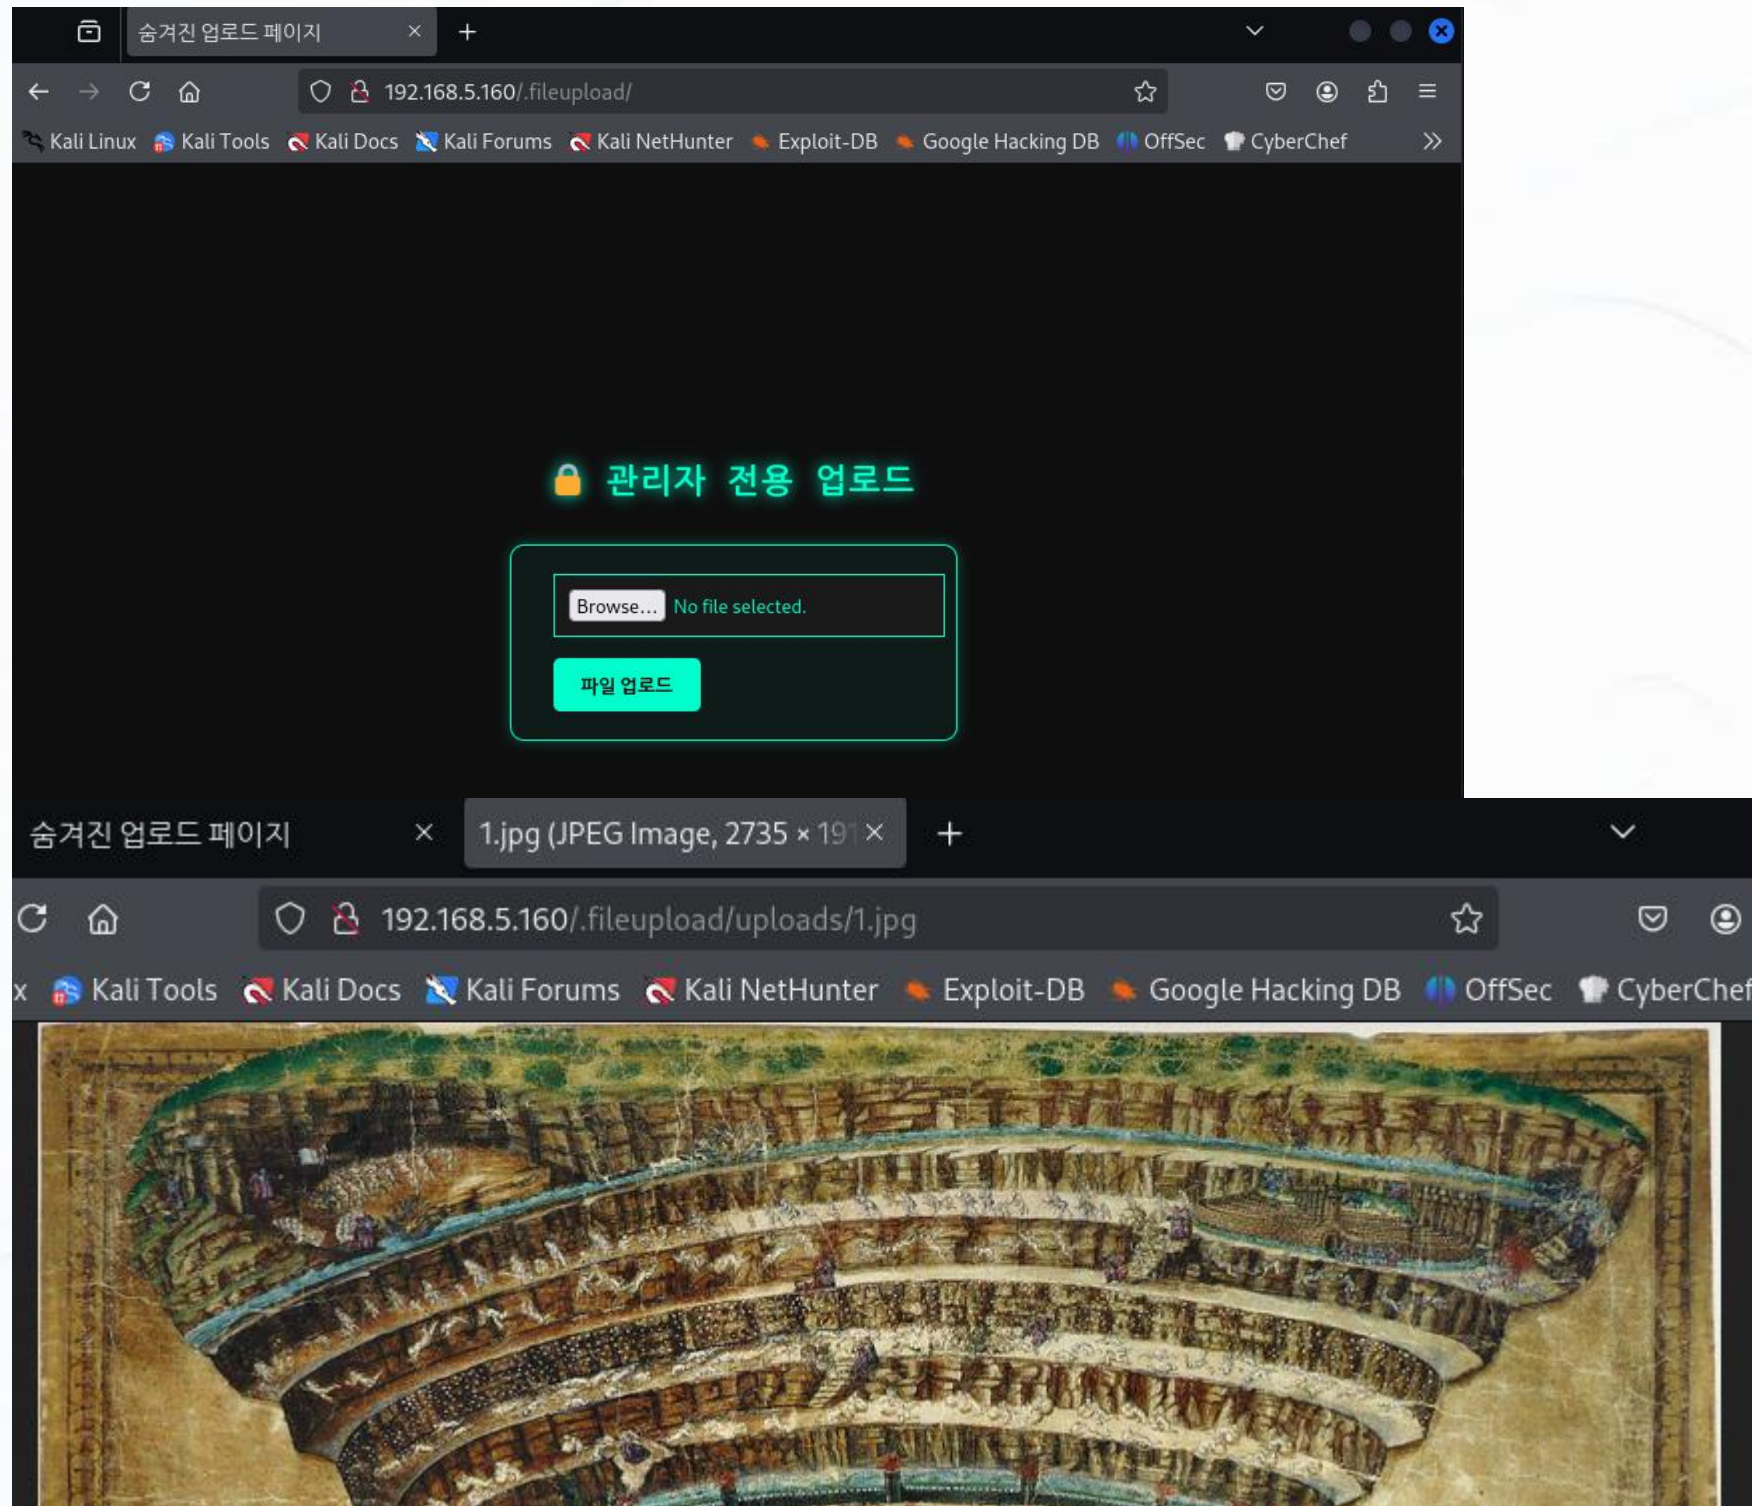 숨겨진 업로드 페이지
192.168.5.160/.fileupload/
Kali Linux Kali Tools Kali Docs Kali Forums Kali NetHunter Exploit-DB Google Hacking DB OffSec CyberChef
🔒 관리자 전용 업로드
Browse... No file selected.
파일 업로드
숨겨진 업로드 페이지 1.jpg (JPEG Image, 2735 × 191
192.168.5.160/.fileupload/uploads/1.jpg
x Kali Tools Kali Docs Kali Forums Kali NetHunter Exploit-DB Google Hacking DB OffSec CyberChef